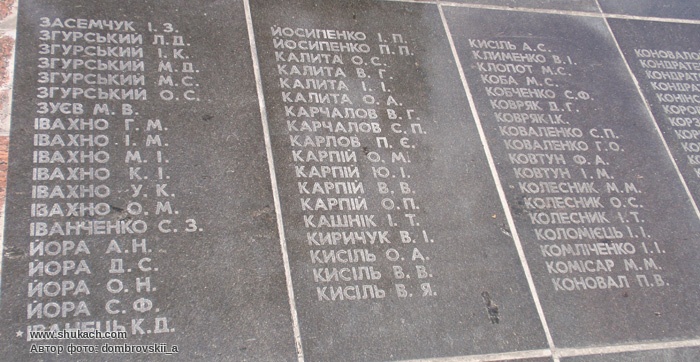 ЗАСЕМЧУК І. З.
ЗГУРСЬКИЙ Л.Д.
ЗГУРСЬКИЙ І.К.
ЗГУРСЬКИЙ М.Д.
ЗГУРСЬКИЙ М.С.
ЗГУРСЬКИЙ О.С.
ЗУЄВ М. В.
ІВАХНО Г. М.
ІВАХНО І. М.
ІВАХНО М. І.
ІВАХНО К. І.
ІВАХНО У. К.
ІВАХНО О. М.
ІВАНЧЕНКО С. З.
ЙОРА А. Н.
ЙОРА Д. С.
ЙОРА О. Н.
ЙОРА С. Ф.
ІВАНЕЦЬ К. Д.
ЙОСИПЕНКО І. П.
ЙОСИПЕНКО П. П.
КАЛИТА О. С.
КАЛИТА В. Г.
КАЛИТА І. І.
КАЛИТА О. А.
КАРЧАЛОВ В. Г.
КАРЧАЛОВ С. П.
КАРЛОВ П. Є.
КАРПІЙ О. М.
КАРПІЙ Ю. І.
КАРПІЙ В. В.
КАРПІЙ О. П.
КАШНІК І. Т.
КИРИЧУК В. І.
КИСІЛЬ О. А.
КИСІЛЬ В. В.
КИСІЛЬ В. Я.
КИСІЛЬ А. С.
КЛИМЕНКО В. І.
КЛОПОТ М. С.
КОБА М. С.
КОБЧЕНКО С. Ф.
КОВРЯК Д. Г.
КОВРЯК І.К.
КОВАЛЕНКО С. П.
КОВАЛЕНКО Г. О.
КОВТУН Ф. А.
КОВТУН І. М.
КОЛЕСНИК М. М.
КОЛЕСНИК О. С.
КОЛЕСНИК І. Т.
КОЛОМІЄЦЬ І. І.
КОМЛІЧЕНКО І. І.
КОМІСАР М. М.
КОНОВАЛ П. В.
www.shukach.com
Автор фото: dombrovskii_a